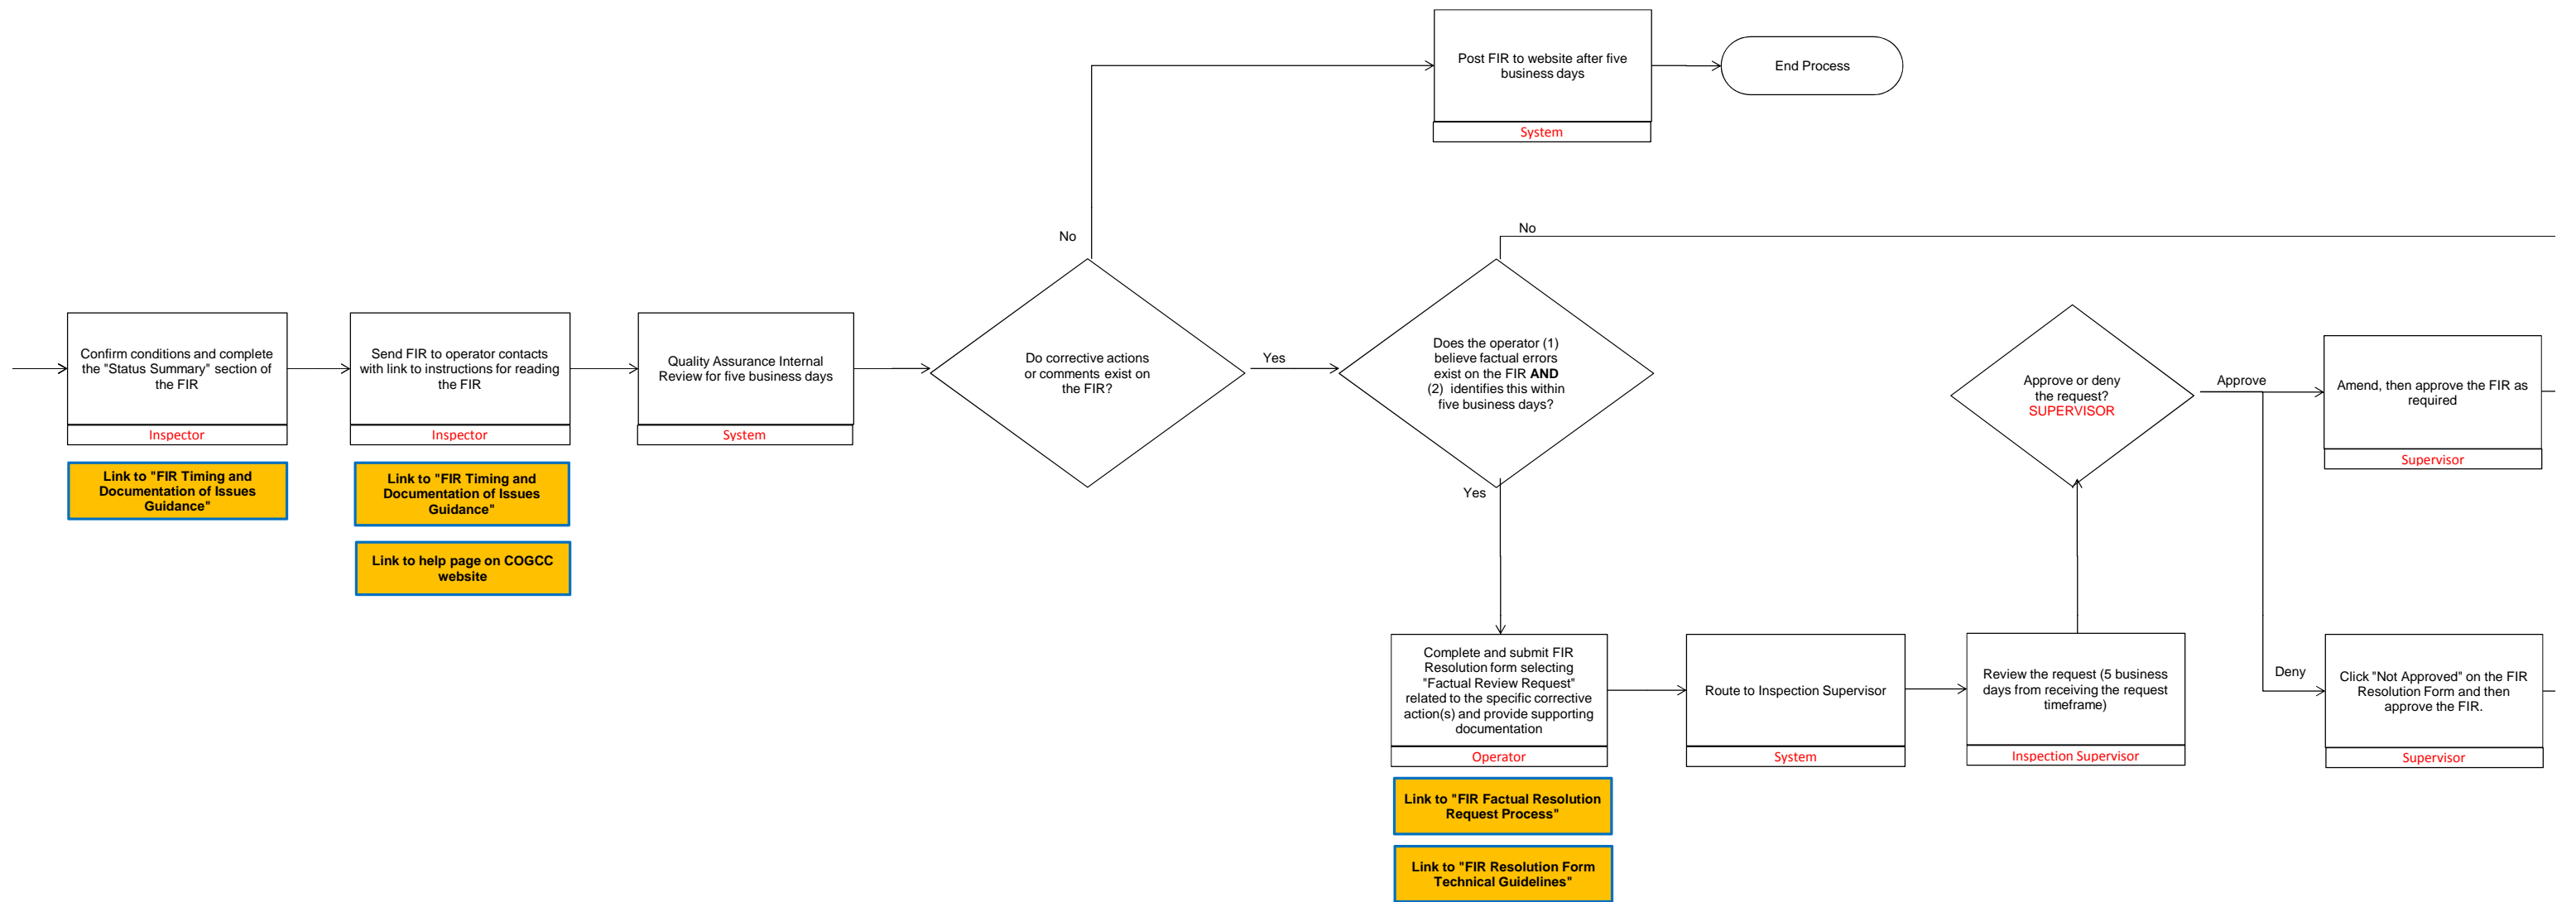 Post FIR to website after five
business days
System
End Process
No
No
Confirm conditions and complete
the "Status Summary" section of
the FIR
Inspector
Link to "FIR Timing and
Documentation of Issues
Guidance"
Send FIR to operator contacts
with link to instructions for reading
the FIR
Inspector
Link to "FIR Timing and
Documentation of Issues
Guidance"
Link to help page on COGCC
website
Quality Assurance Internal
Review for five business days
System
Do corrective actions
or comments exist on
the FIR?
Yes
Does the operator (1)
believe factual errors
exist on the FIR AND
(2) identifies this within
five business days?
Yes
Complete and submit FIR
Resolution form selecting
"Factual Review Request"
related to the specific corrective
action(s) and provide supporting
documentation
Operator
Link to "FIR Factual Resolution
Request Process"
Link to "FIR Resolution Form
Technical Guidelines"
Route to Inspection Supervisor
System
Review the request (5 business
days from receiving the request
timeframe)
Inspection Supervisor
Approve or deny
the request?
SUPERVISOR
Approve
Amend, then approve the FIR as
required
Supervisor
Deny
Click "Not Approved" on the FIR
Resolution Form and then
approve the FIR.
Supervisor